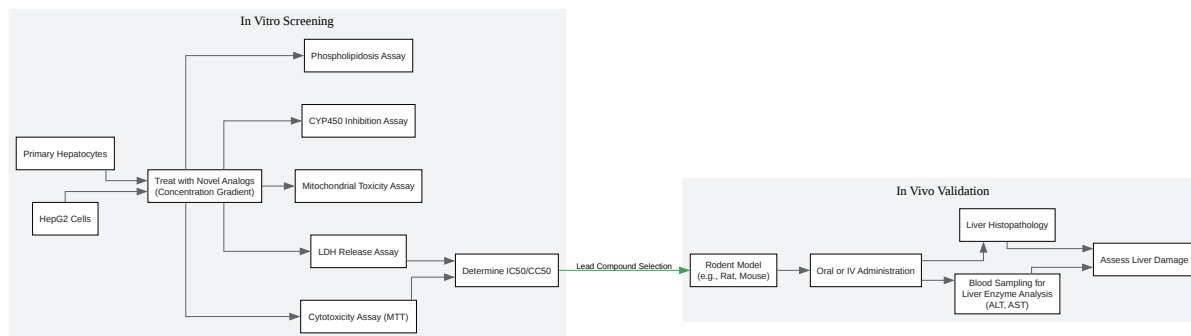 In Vitro Screening
Phospholipidosis Assay
CYP450 Inhibition Assay
Primary Hepatocytes
Treat with Novel Analogs
(Concentration Gradient)
Mitochondrial Toxicity Assay
HepG2 Cells
LDH Release Assay
Determine IC50/CC50
Cytotoxicity Assay (MTT)
Lead Compound Selection
In Vivo Validation
Rodent Model
(e.g., Rat, Mouse)
Oral or IV Administration
Liver Histopathology
Blood Sampling for
Liver Enzyme Analysis
(ALT, AST)
Assess Liver Damage